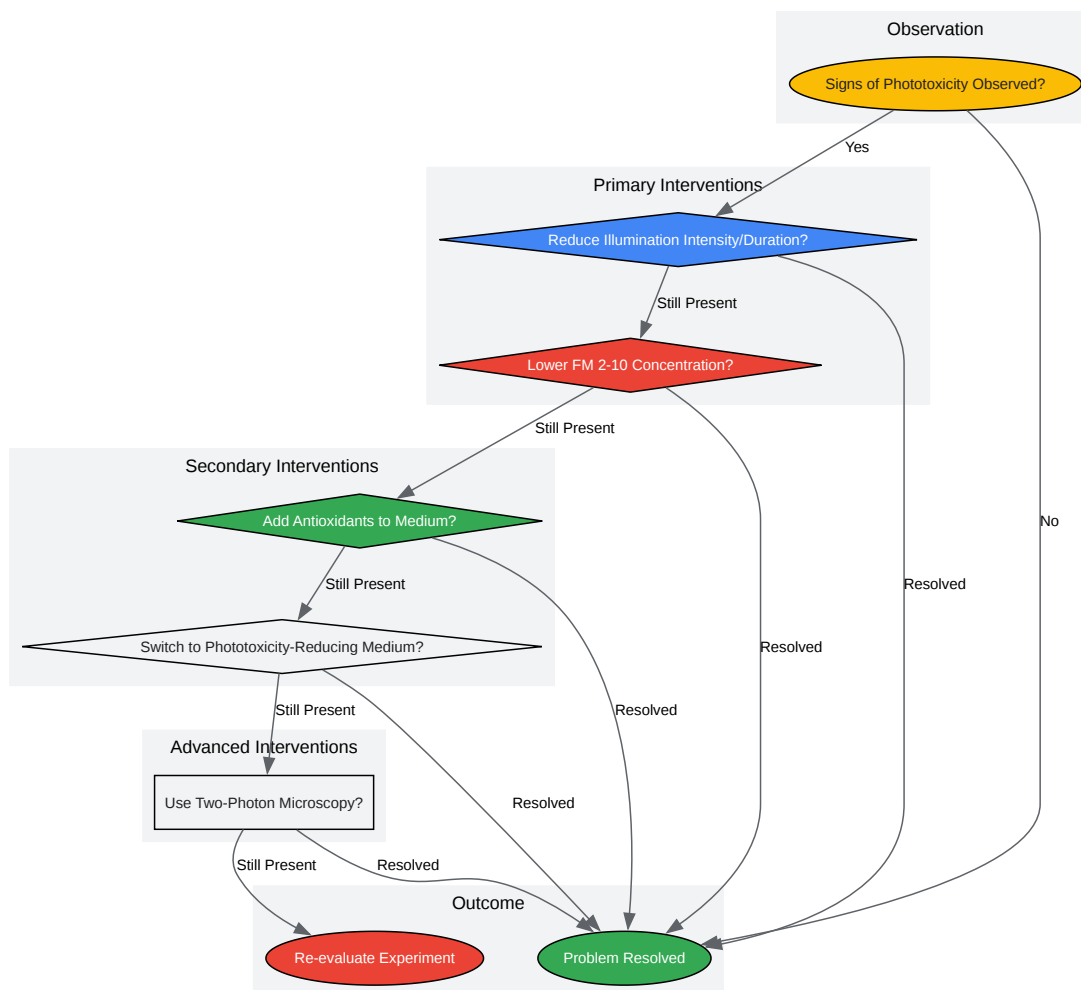 Observation
Signs of Phototoxicity Observed?
Yes
Primary Interventions
Reduce Illumination Intensity/Duration?
Still Present
Lower FM 2-10 Concentration?
Still Present
Secondary Interventions
Add Antioxidants to Medium?
No
Still Present
Resolved
Switch to Phototoxicity-Reducing Medium?
Resolved
Still Present
Resolved
Advanced Interventions
Use Two-Photon Microscopy?
Resolved
Still Present
Resolved
Outcome
Re-evaluate Experiment
Problem Resolved